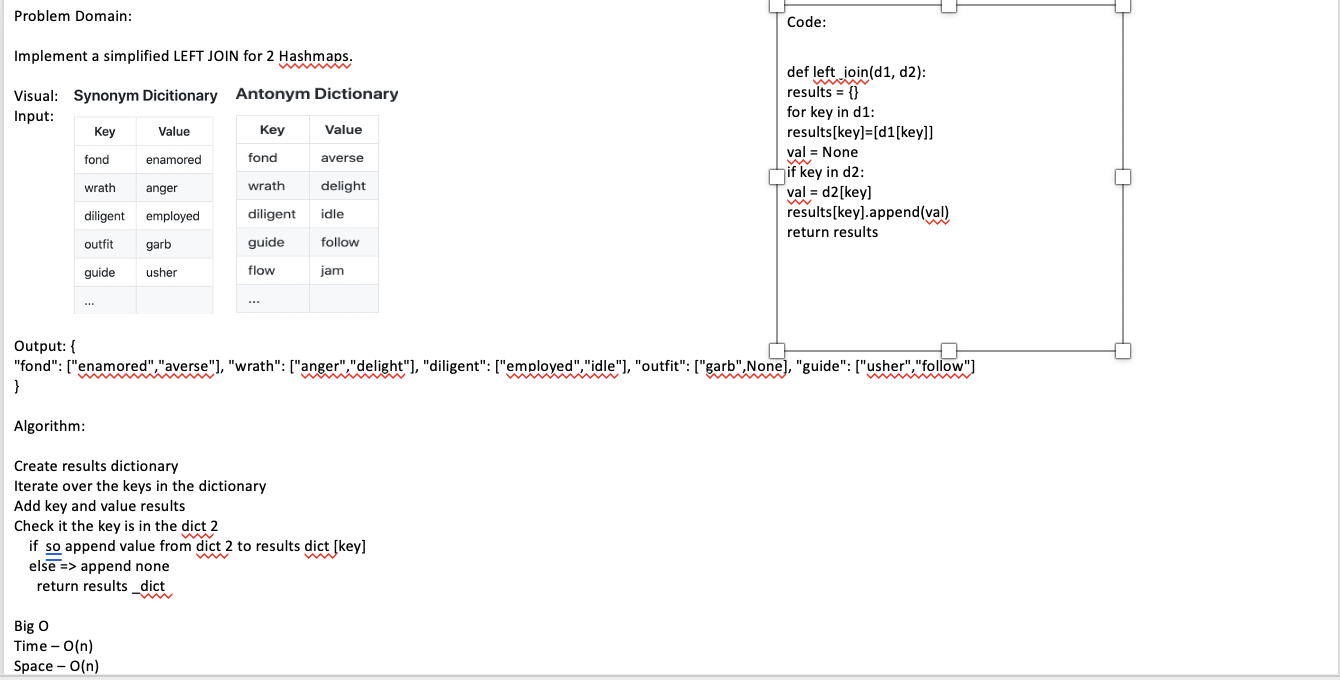 Problem Domain:
Implement a simplified LEFT JOIN for 2 Hashmaps.
Visual:
Input:
Synonym Dicitionary
Key Value
fond enamored
wrath anger
diligent employed
outfit garb
guide usher
...
Antonym Dictionary
Key Value
fond averse
wrath delight
diligent idle
guide follow
flow jam
...
Output: {
"fond": ["enamored","averse"], "wrath": ["anger","delight"], "diligent": ["employed","idle"], "outfit": ["garb",None], "guide": ["usher","follow"]
}
Algorithm:
Create results dictionary
Iterate over the keys in the dictionary
Add key and value results
Check it the key is in the dict 2
if so append value from dict 2 to results dict [key]
else => append none
return results _dict
Big O
Time – O(n)
Space – O(n)
Code:
def left_join(d1, d2):
results = {}
for key in d1:
results[key]=[d1[key]]
val = None
if key in d2:
val = d2[key]
results[key].append(val)
return results